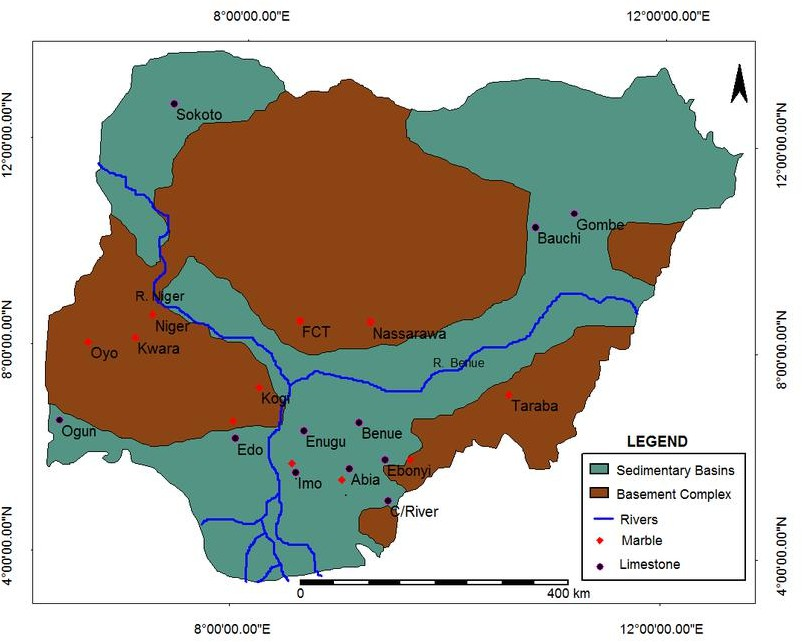 8°00'00.00"E 12°00'00.00"E
12°00'00.00"N
12°00'00.00"N
Sokoto
Gombe
Bauchi
R. Niger
Niger
FCT
Nassarawa
Kwara
Oyo
8°00'00.00"N
8°00'00.00"N
R. Benue
Kogi
Taraba
Ogun
Edo
Enugu
Benue
Ebonyi
Imo
Abia
C/River
LEGEND
Sedimentary Basins
Basement Complex
Rivers
Marble
Limestone
4°00'00.00"N
4°00'00.00"N
0 400 km
8°00'00.00"E 12°00'00.00"E